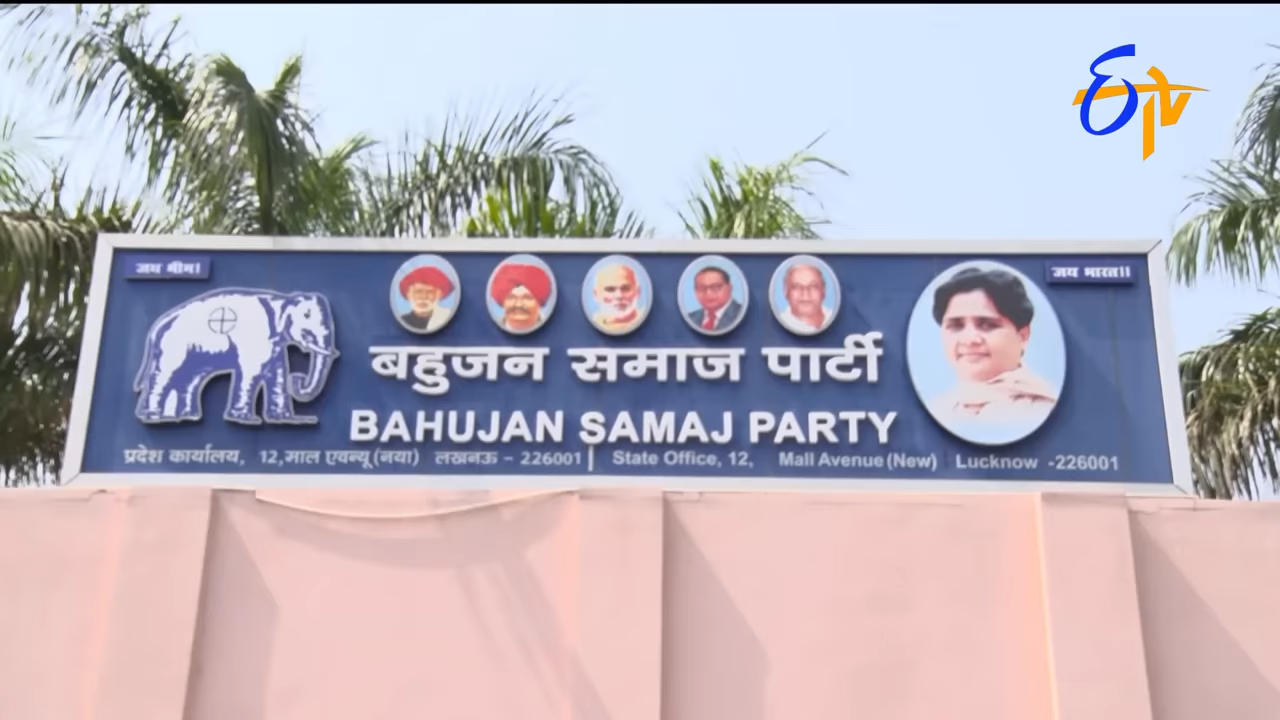 ETV
जय भीम।
जय भारत।।
बहुजन समाज पार्टी
BAHUJAN SAMAJ PARTY
प्रदेश कार्यालय, 12,माल एवन्यू (नया) लखनऊ - 226001 | State Office, 12, Mall Avenue (New) Lucknow -226001